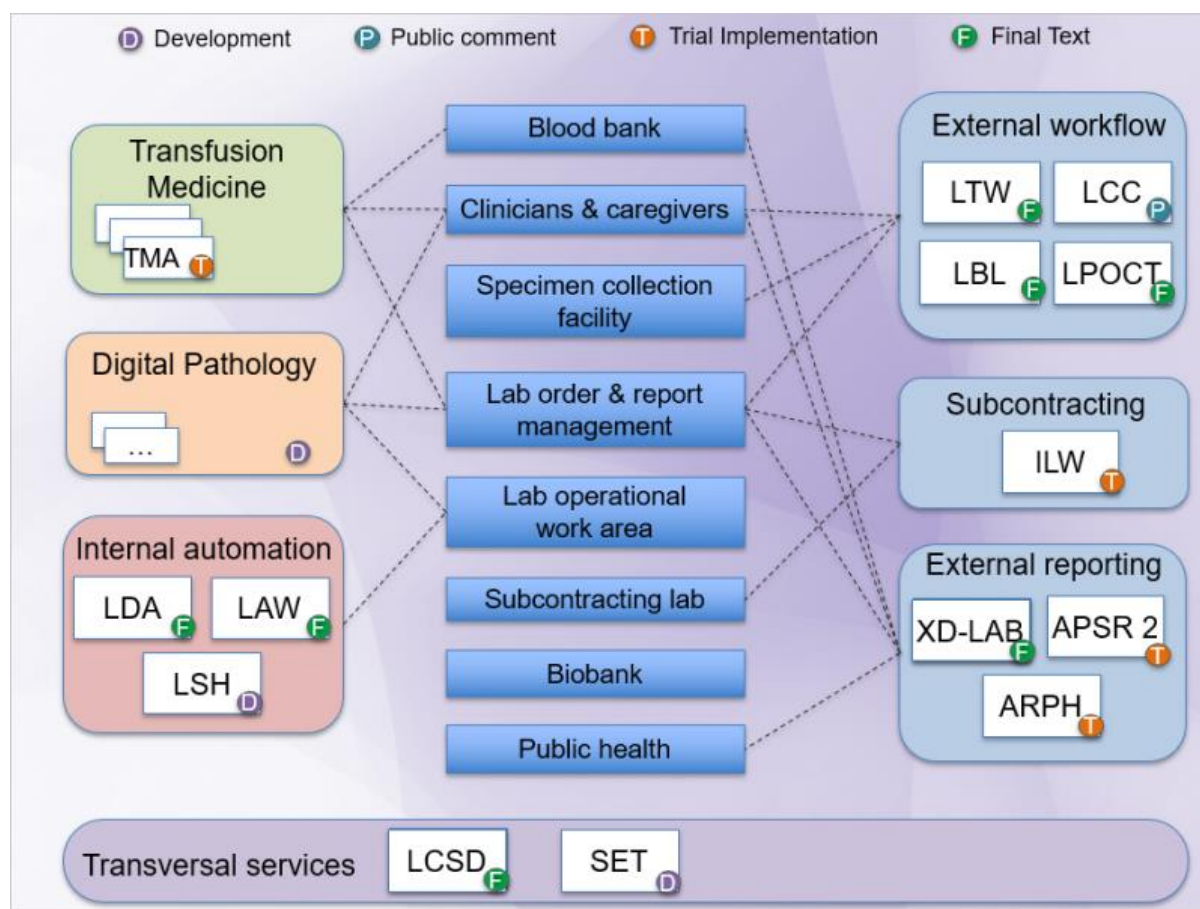 D Development
P Public comment
T Trial Implementation
F Final Text
Transfusion
Medicine
TMA T
Digital Pathology
...
D
Internal automation
LDA F
LAW F
LSH D
Blood bank
Clinicians & caregivers
Specimen collection
facility
Lab order & report
management
Lab operational
work area
Subcontracting lab
Biobank
Public health
External workflow
LTW F
LCC P
LBL F
LPOCT F
Subcontracting
ILW T
External reporting
XD-LAB F
APSR 2 T
ARPH T
Transversal services
LCSD F
SET D